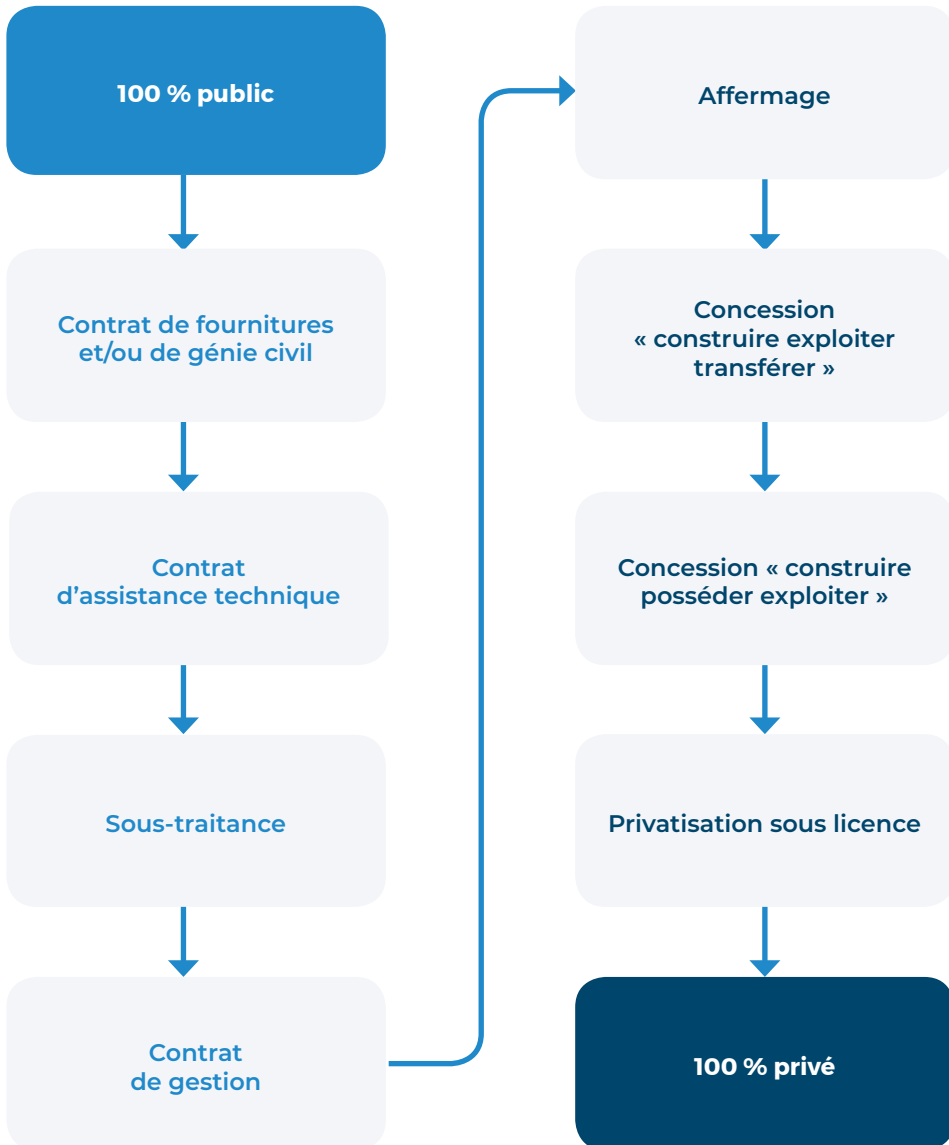 100 % public
Contrat de fournitures
et/ou de génie civil
Contrat
d’assistance technique
Sous-traitance
Contrat
de gestion
Affermage
Concession
« construire exploiter
transférer »
Concession « construire
posséder exploiter »
Privatisation sous licence
100 % privé